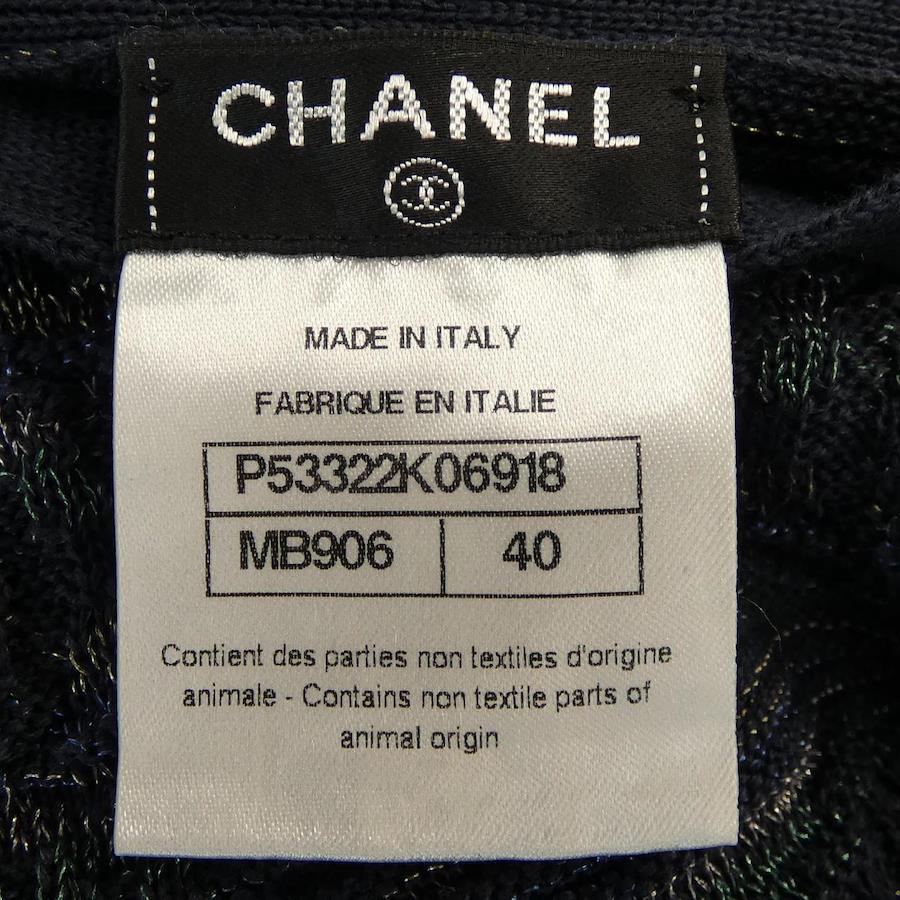 CHANEL
MADE IN ITALY
FABRIQUE EN ITALIE
P53322K06918
MB906 40
Contient des parties non textiles d'origine
animale - Contains non textile parts of
animal origin